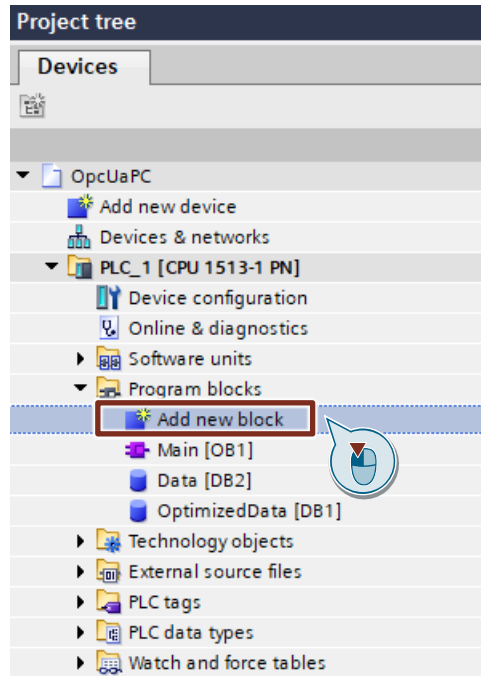 Project tree
Devices
OpcUaPC
Add new device
Devices & networks
PLC_1 [CPU 1513-1 PN]
Device configuration
Online & diagnostics
Software units
Program blocks
Add new block
Main [OB1]
Data [DB2]
OptimizedData [DB1]
Technology objects
External source files
PLC tags
PLC data types
Watch and force tables